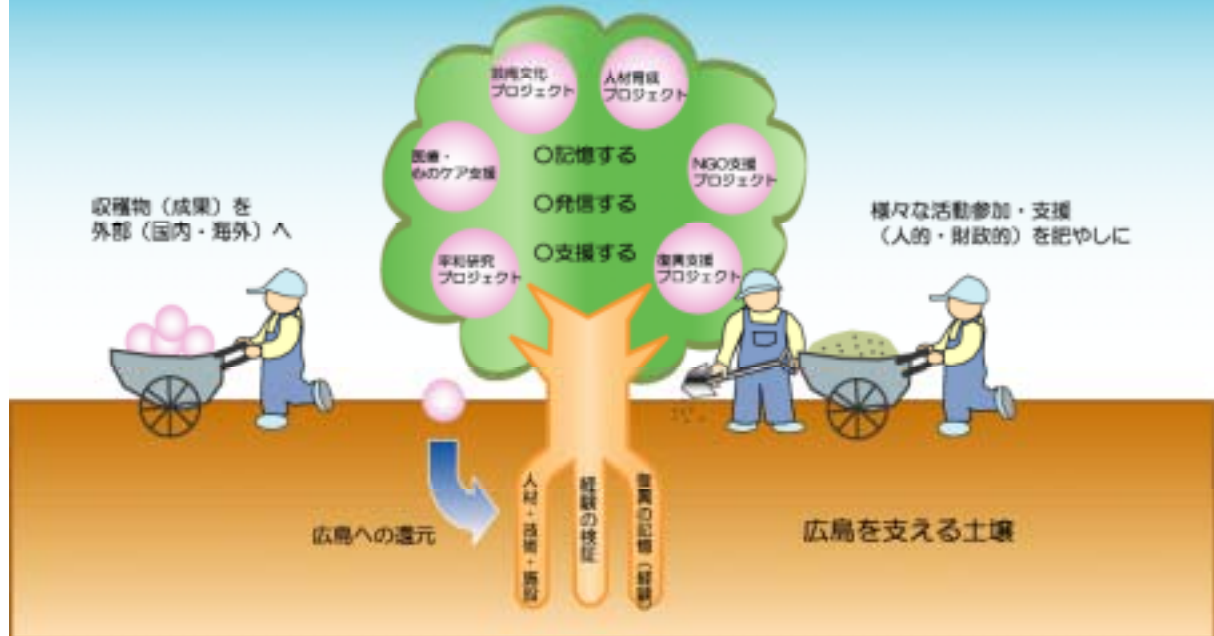 芸術文化
プロジェクト
人材育成
プロジェクト
医療・
心のケア支援
〇記憶する
NGO支援
プロジェクト
〇発信する
〇支援する
平和研究
プロジェクト
復興支援
プロジェクト
収穫物（成果）を
外部（国内・海外）へ
様々な活動参加・支援
（人的・財政的）を肥やしに
広島への還元
人材・技術・施設
経験の検証
復興の記憶（経験）
広島を支える土壌